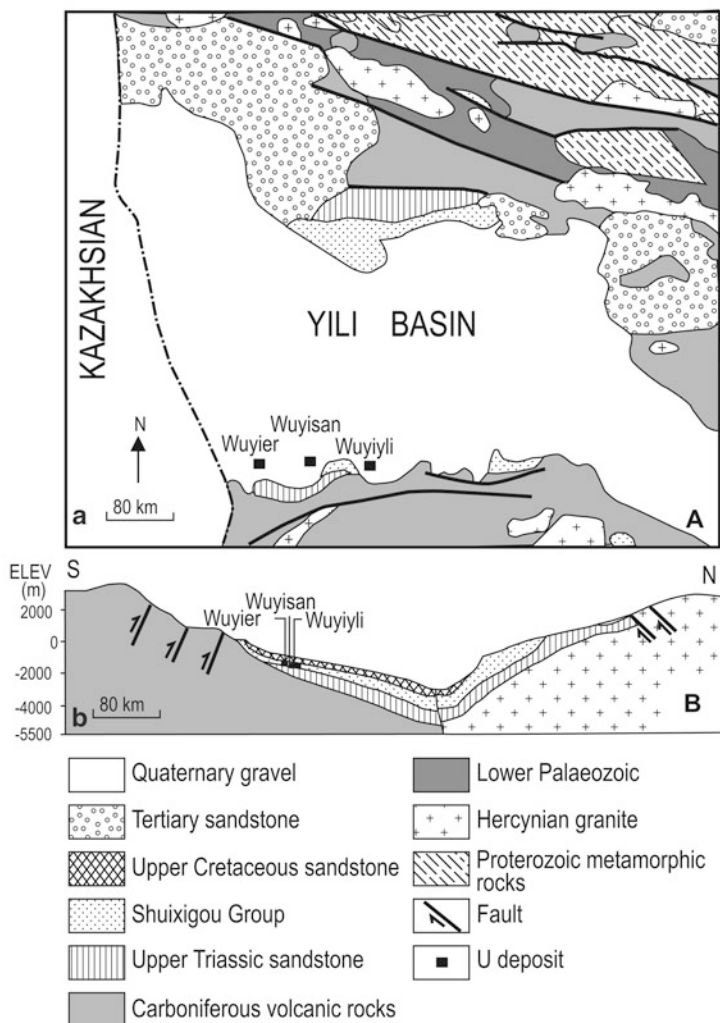 KAZAKHSIAN
YILI BASIN
N
Wuyisan
Wuyier
Wuyiyli
80 km
a
A
ELEV
(m)
S
N
Wuyisan
Wuyier
Wuyiyli
2000
0
-2000
-4000
-5500
b
80 km
B
Quaternary gravel
Lower Palaeozoic
Tertiary sandstone
Hercynian granite
Upper Cretaceous sandstone
Proterozoic metamorphic
rocks
Shuixigou Group
Fault
Upper Triassic sandstone
U deposit
Carboniferous volcanic rocks